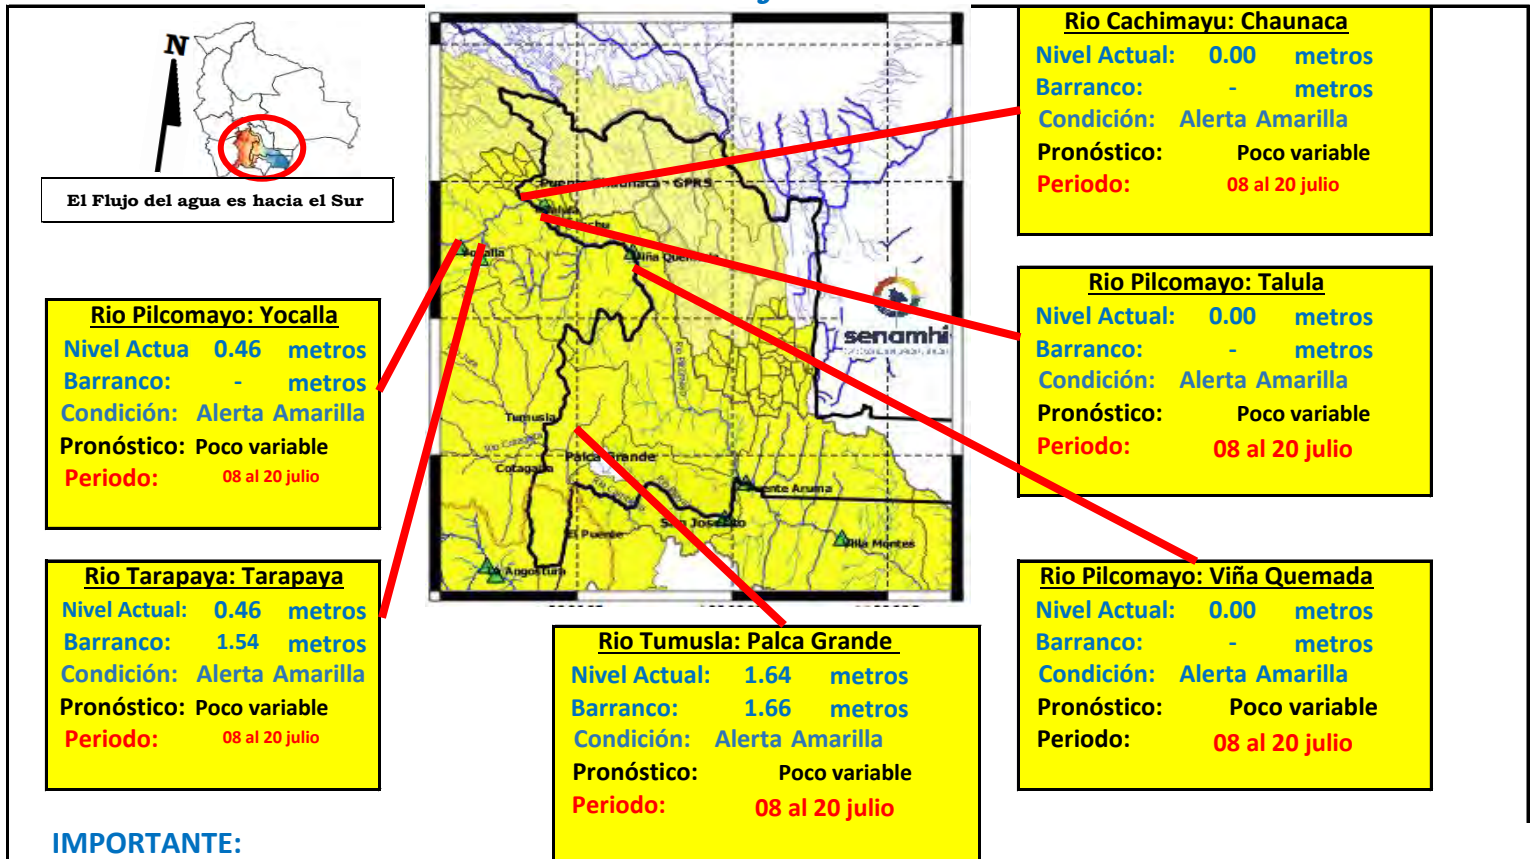 N
El Flujo del agua es hacia el Sur
Rio Cachimayu: Chaunaca
Nivel Actual: 0.00 metros
Barranco: - metros
Condición: Alerta Amarilla
Pronóstico: Poco variable
Periodo: 08 al 20 julio
Rio Pilcomayo: Talula
Nivel Actual: 0.00 metros
Barranco: - metros
Condición: Alerta Amarilla
Pronóstico: Poco variable
Periodo: 08 al 20 julio
Rio Pilcomayo: Yocalla
Nivel Actua 0.46 metros
Barranco: - metros
Condición: Alerta Amarilla
Pronóstico: Poco variable
Periodo: 08 al 20 julio
Rio Tarapaya: Tarapaya
Nivel Actual: 0.46 metros
Barranco: 1.54 metros
Condición: Alerta Amarilla
Pronóstico: Poco variable
Periodo: 08 al 20 julio
Rio Tumusla: Palca Grande
Nivel Actual: 1.64 metros
Barranco: 1.66 metros
Condición: Alerta Amarilla
Pronóstico: Poco variable
Periodo: 08 al 20 julio
Rio Pilcomayo: Viña Quemada
Nivel Actual: 0.00 metros
Barranco: - metros
Condición: Alerta Amarilla
Pronóstico: Poco variable
Periodo: 08 al 20 julio
Chaunaca - GPRS
senamhi
Tumusla
Palca Grande
El Puente
Villa Montes
Angostura
IMPORTANTE: